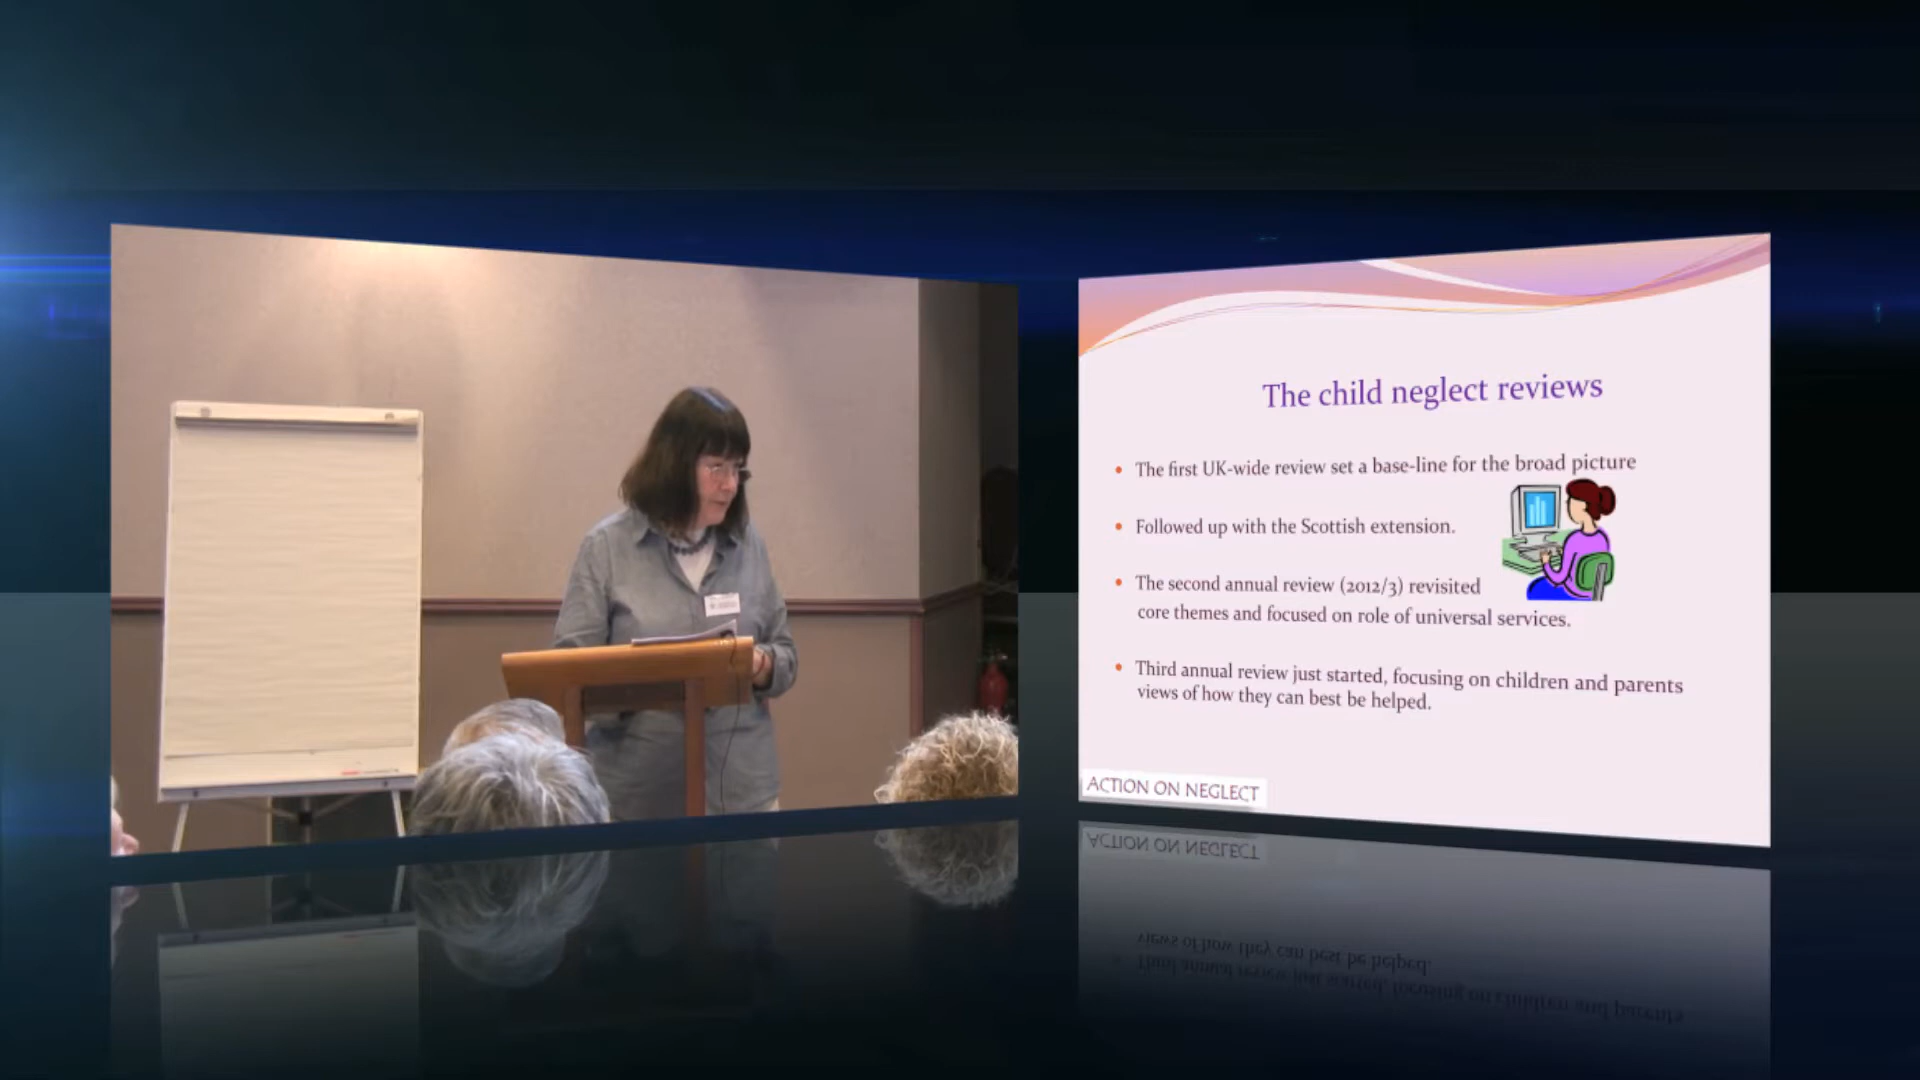 The child neglect reviews
The first UK-wide review set a base-line for the broad picture
Followed up with the Scottish extension.
The second annual review (2012/3) revisited
core themes and focused on role of universal services.
Third annual review just started, focusing on children and parents
views of how they can best be helped.
ACTION ON NEGLECT